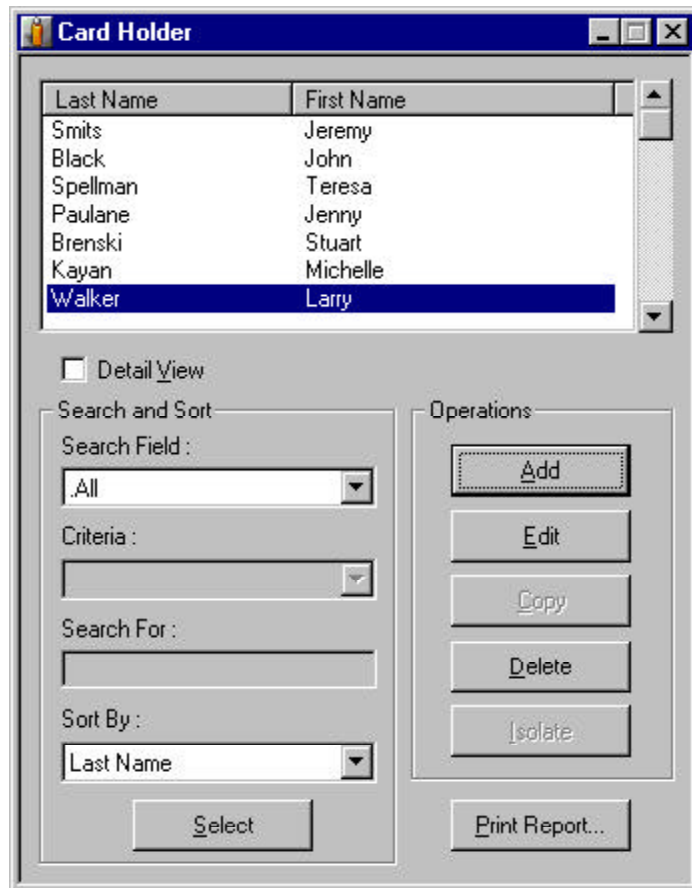 Card Holder
Last Name First Name
Smits Jeremy
Black John
Spellman Teresa
Paulane Jenny
Brenski Stuart
Kayan Michelle
Walker Larry
Detail View
Search and Sort
Search Field :
.All
Criteria :
Search For :
Sort By :
Last Name
Select
Operations
Add
Edit
Copy
Delete
Isolate
Print Report...